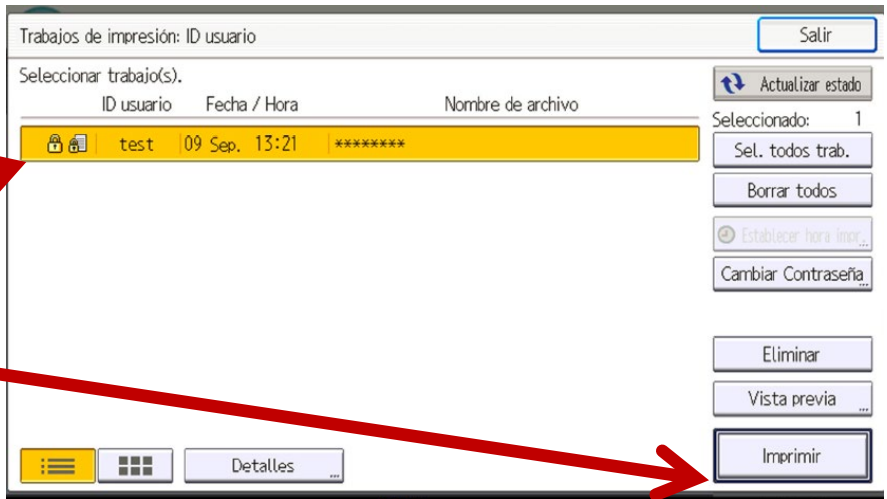 Trabajos de impresión: ID usuario
Salir
Seleccionar trabajo(s).
Actualizar estado
ID usuario Fecha / Hora Nombre de archivo
Seleccionado: 1
test 09 Sep. 13:21 ********
Sel. todos trab.
Borrar todos
Establecer hora impr...
Cambiar Contraseña...
Eliminar
Vista previa ...
Detalles ...
Imprimir